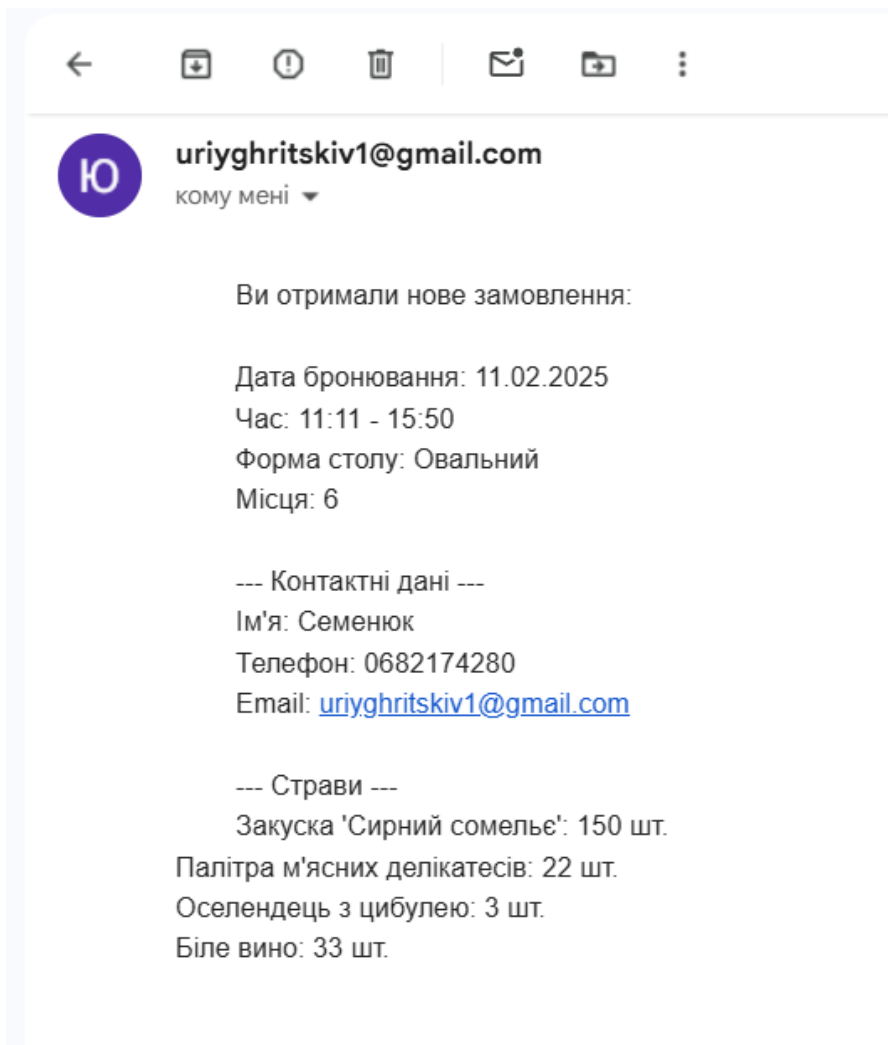 uriyghritskiv1@gmail.com
Ю
кому мені
Ви отримали нове замовлення:
Дата бронювання: 11.02.2025
Час: 11:11 - 15:50
Форма столу: Овальний
Місця: 6
--- Контактні дані ---
Ім'я: Семенюк
Телефон: 0682174280
Email: uriyghritskiv1@gmail.com
--- Страви ---
Закуска 'Сирний сомельє': 150 шт.
Палітра м'ясних делікатесів: 22 шт.
Оселендець з цибулею: 3 шт.
Біле вино: 33 шт.